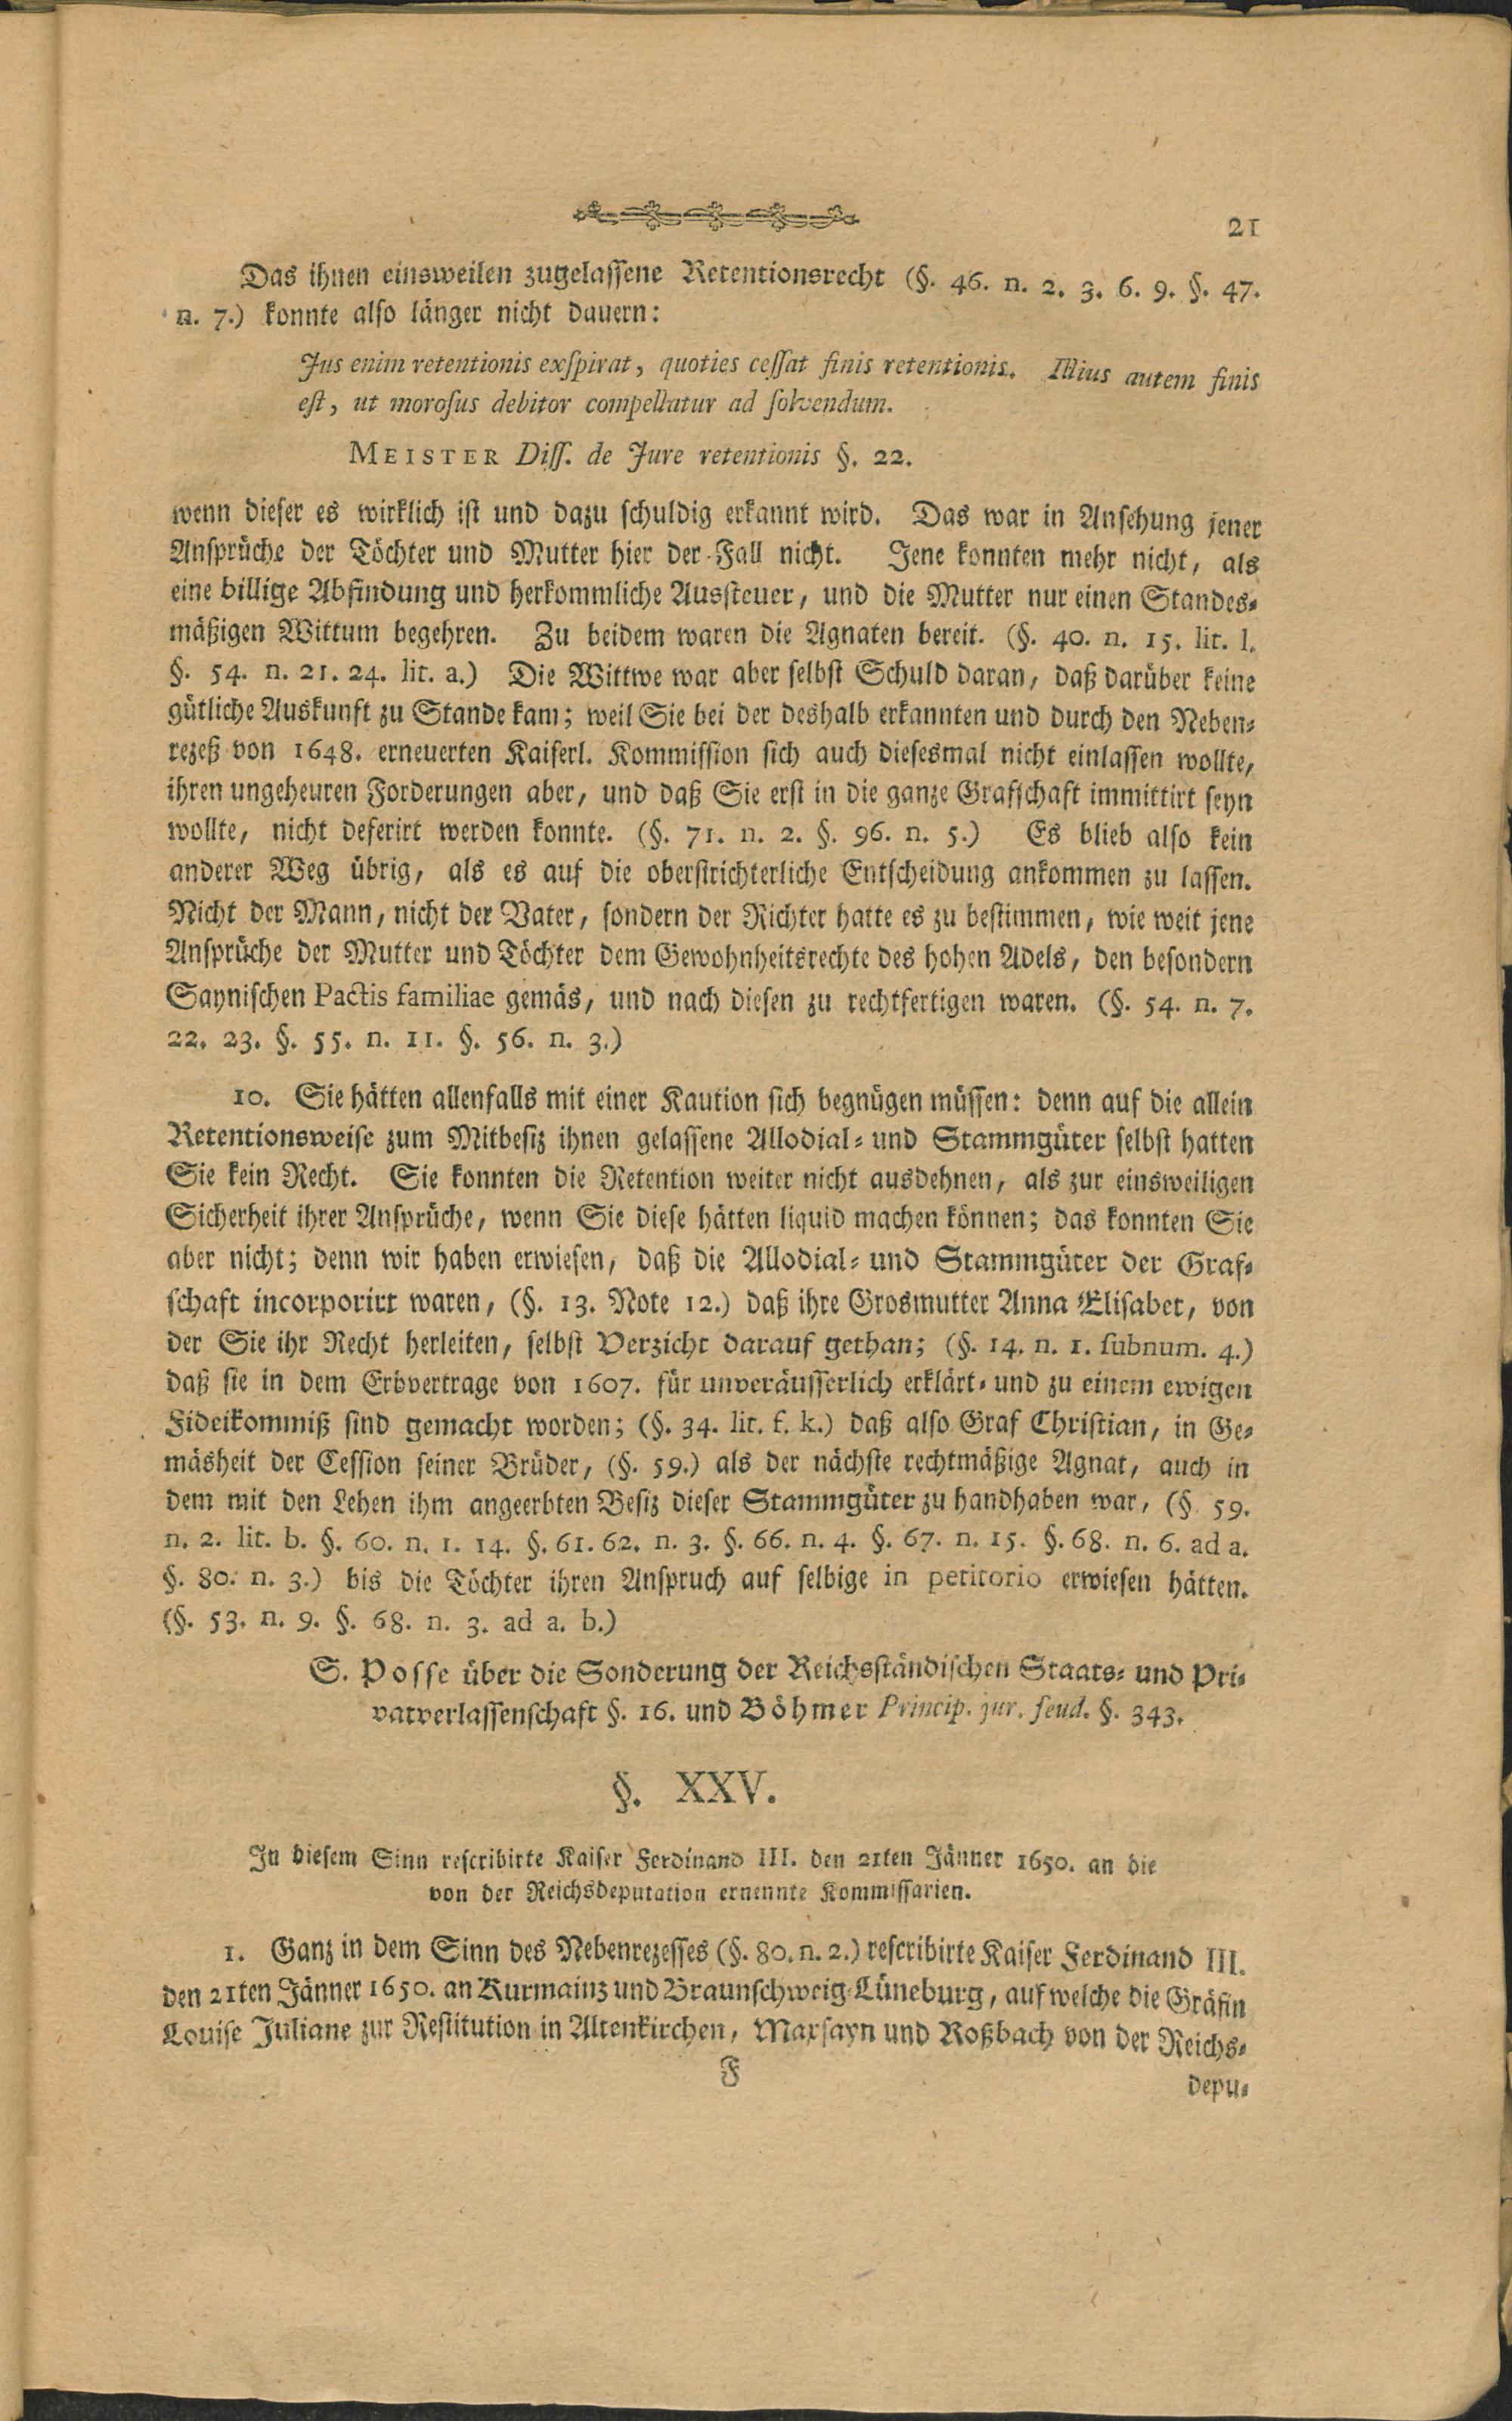 21
Das ihnen einsweilen zugelassene Retentionsrecht (§. 46. n. 2. 3. 6. 9. §. 47.
n. 7.) konnte also länger nicht dauern:
Jus enim retentionis exſpirat, quoties ceſſat finis retentionis. Illius autem finis
eſt, ut moroſus debitor compellatur ad ſolvendum.
MEISTER Diſſ. de Jure retentionis §. 22.
wenn dieser es wirklich ist und dazu schuldig erkannt wird. Das war in Ansehung jener
Ansprüche der Töchter und Mutter hier der Fall nicht. Jene konnten mehr nicht, als
eine billige Abfindung und herkommliche Aussteuer, und die Mutter nur einen Standes-
mäßigen Wittum begehren. Zu beidem waren die Agnaten bereit. (§. 40. n. 15. lit. l.
§. 54. n. 21. 24. lit. a.) Die Wittwe war aber selbst Schuld daran, daß darüber keine
gütliche Auskunft zu Stande kam; weil Sie bei der deshalb erkannten und durch den Neben-
rezeß von 1648. erneuerten Kaiserl. Kommission sich auch diesesmal nicht einlassen wollte,
ihren ungeheuren Forderungen aber, und daß Sie erst in die ganze Grafschaft immittirt seyn
wollte, nicht deferirt werden konnte. (§. 71. n. 2. §. 96. n. 5.) Es blieb also kein
anderer Weg übrig, als es auf die oberstrichterliche Entscheidung ankommen zu lassen.
Nicht der Mann, nicht der Vater, sondern der Richter hatte es zu bestimmen, wie weit jene
Ansprüche der Mutter und Töchter dem Gewohnheitsrechte des hohen Adels, den besondern
Saynischen Pactis familiae gemäs, und nach diesen zu rechtfertigen waren. (§. 54. n. 7.
22. 23. §. 55. n. 11. §. 56. n. 3.)
10. Sie hätten allenfalls mit einer Kaution sich begnügen müssen: denn auf die allein
Retentionsweise zum Mitbesiz ihnen gelassene Allodial- und Stammgüter selbst hatten
Sie kein Recht. Sie konnten die Retention weiter nicht ausdehnen, als zur einsweiligen
Sicherheit ihrer Ansprüche, wenn Sie diese hätten liquid machen können; das konnten Sie
aber nicht; denn wir haben erwiesen, daß die Allodial- und Stammgüter der Graf-
schaft incorporirt waren, (§. 13. Note 12.) daß ihre Grosmutter Anna Elisabet, von
der Sie ihr Recht herleiten, selbst Verzicht darauf gethan; (§. 14. n. 1. subnum. 4.)
daß sie in dem Erbvertrage von 1607. für unveräusserlich erklärt- und zu einem ewigen
Fideikommiß sind gemacht worden; (§. 34. lit. f. k.) daß also Graf Christian, in Ge-
mäsheit der Cession seiner Brüder, (§. 59.) als der nächste rechtmäßige Agnat, auch in
dem mit den Lehen ihm angeerbten Besiz dieser Stammgüter zu handhaben war, (§. 59.
n. 2. lit. b. §. 60. n. 1. 14. §. 61. 62. n. 3. §. 66. n. 4. §. 67. n. 15. §. 68. n. 6. ad a.
§. 80. n. 3.) bis die Töchter ihren Anspruch auf selbige in petitorio erwiesen hätten.
(§. 53. n. 9. §. 68. n. 3. ad a. b.)
S. Posse über die Sonderung der Reichsständischen Staats- und Pri-
vatverlassenschaft §. 16. und Böhmer Princip. jur. feud. §. 343.
§. XXV.
In diesem Sinn rescribirte Kaiser Ferdinand III. den 21ten Jänner 1650. an die
von der Reichsdeputation ernennte Kommissarien.
1. Ganz in dem Sinn des Nebenrezesses (§. 80. n. 2.) rescribirte Kaiser Ferdinand III.
den 21ten Jänner 1650. an Kurmainz und Braunschweig-Lüneburg, auf welche die Gräfin
Louise Juliane zur Restitution in Altenkirchen, Maxsayn und Roßbach von der Reichs-
F
depu-